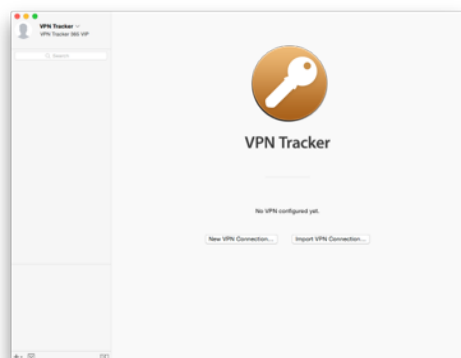 VPN Tracker
VPN Tracker 365 VIP
Search
VPN Tracker
No VPN configured yet.
New VPN Connection...
Import VPN Connection...